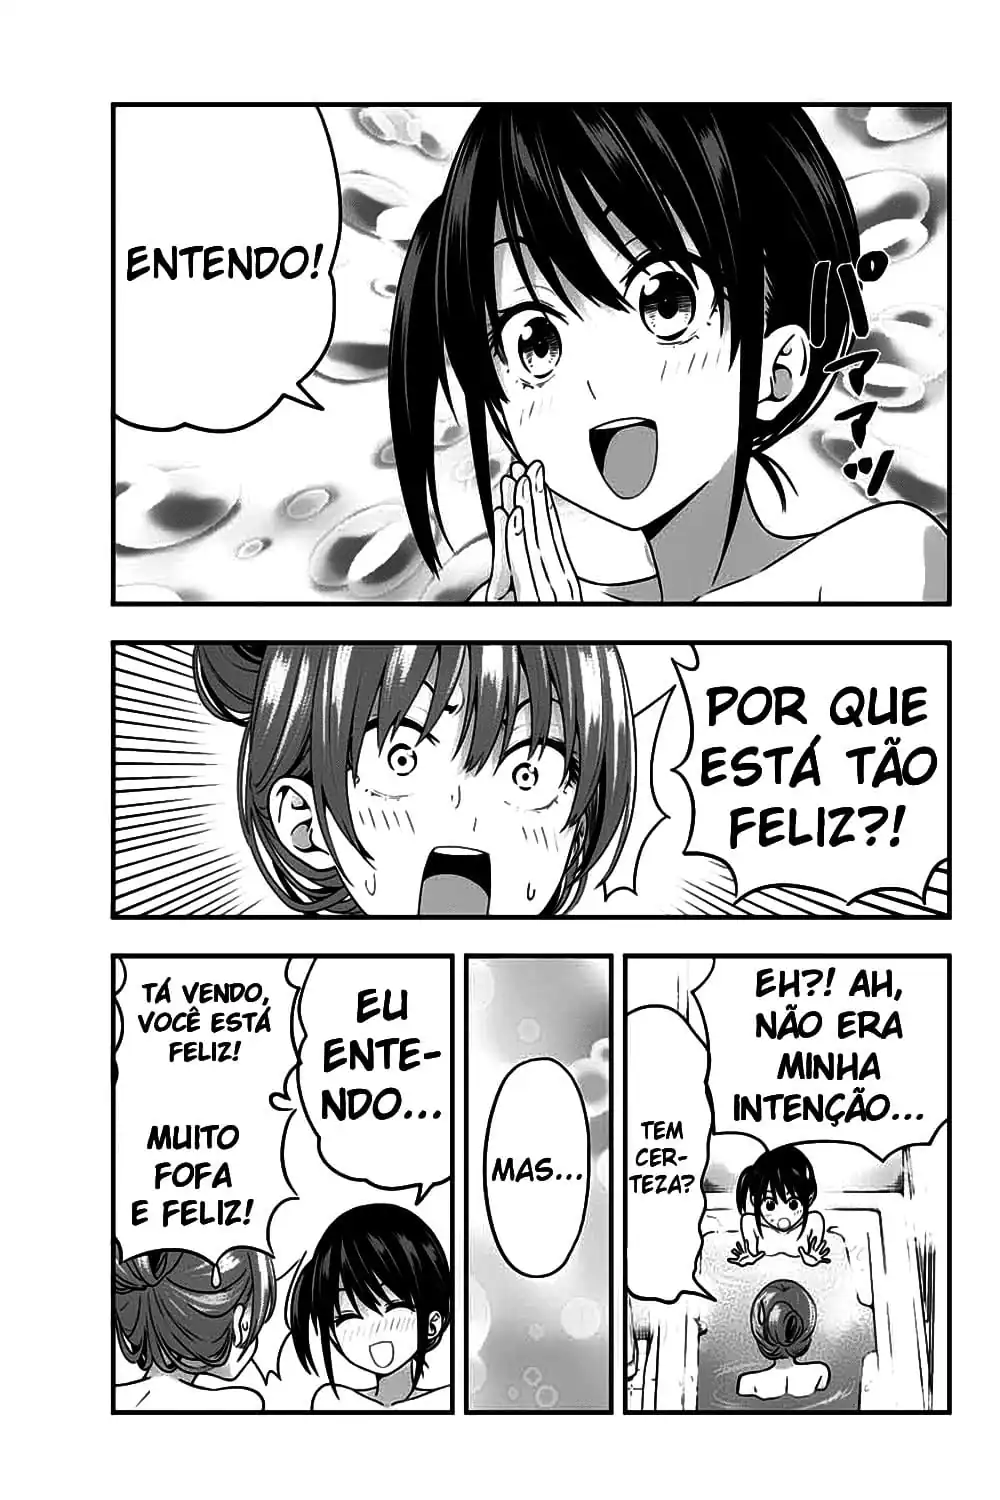 ENTENDO!
パアアアッ
POR QUE
ESTÁ TÃO
FELIZ?!
EH?! AH,
NÃO ERA
MINHA
INTENÇÃO...
TEM
CER-
TEZA?
MAS...
EU
ENTE-
NDO...
TÁ VENDO,
VOCÊ ESTÁ
FELIZ!
MUITO
FOFA
E FELIZ!